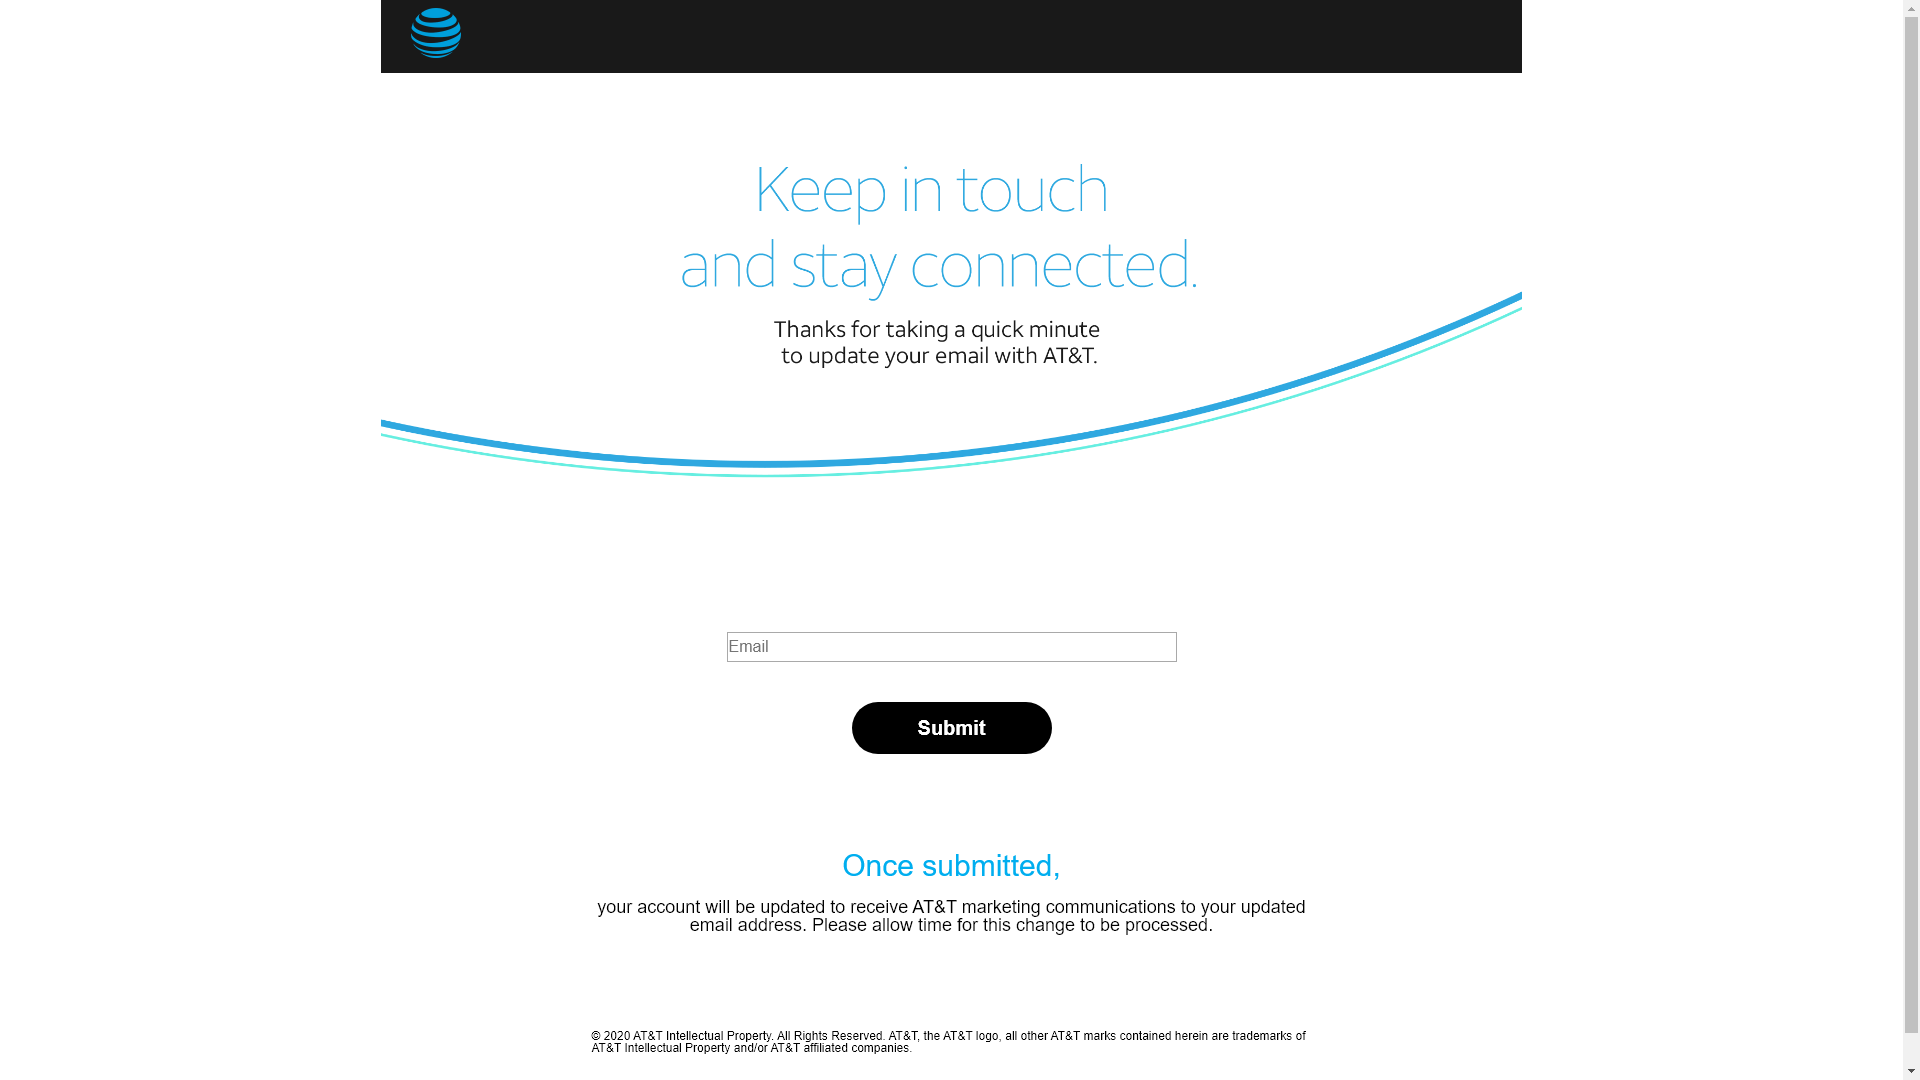 Keep in touch
and stay connected.
Thanks for taking a quick minute
to update your email with AT&T.
Email
Submit
Once submitted,
your account will be updated to receive AT&T marketing communications to your updated
email address. Please allow time for this change to be processed.
© 2020 AT&T Intellectual Property. All Rights Reserved. AT&T, the AT&T logo, all other AT&T marks contained herein are trademarks of
AT&T Intellectual Property and/or AT&T affiliated companies.